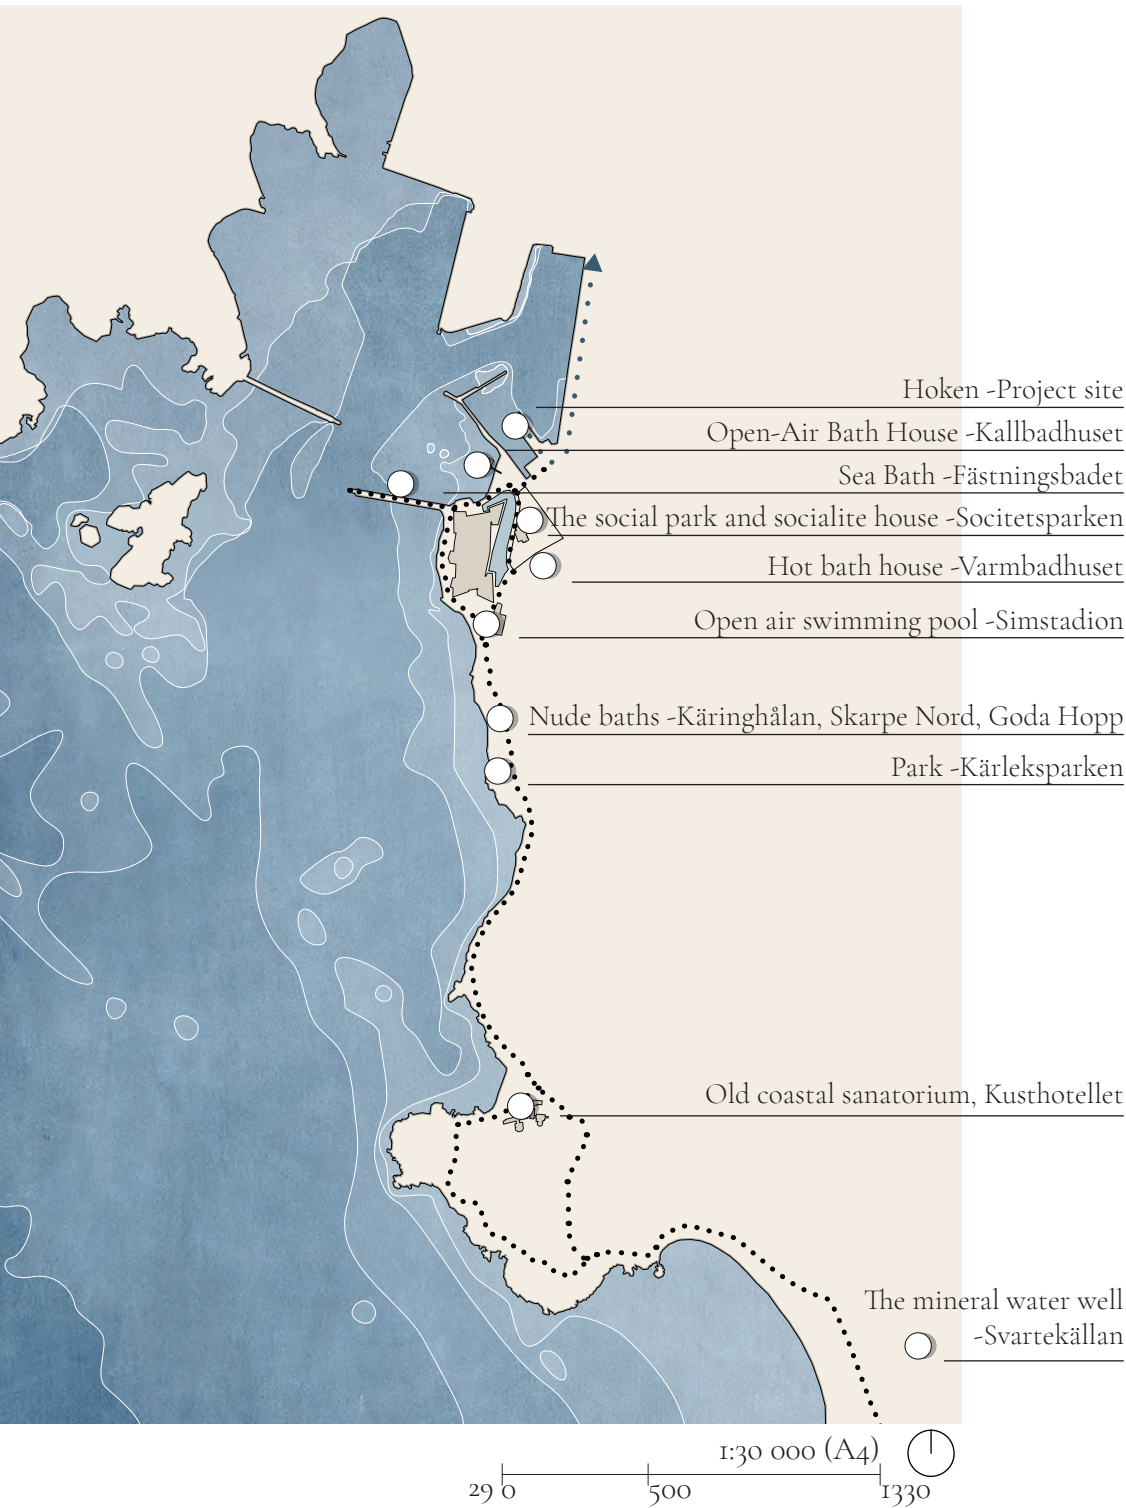 Hoken -Project site
Open-Air Bath House -Kallbadhuset
Sea Bath -Fästningsbadet
The social park and socialite house -Socitetsparken
Hot bath house -Varmbadhuset
Open air swimming pool -Simstadion
Nude baths -Käringhålan, Skarpe Nord, Goda Hopp
Park -Kärleksparken
Old coastal sanatorium, Kusthotellet
The mineral water well
-Svartekällan
1:30 000 (A4)
29 0 500 1330